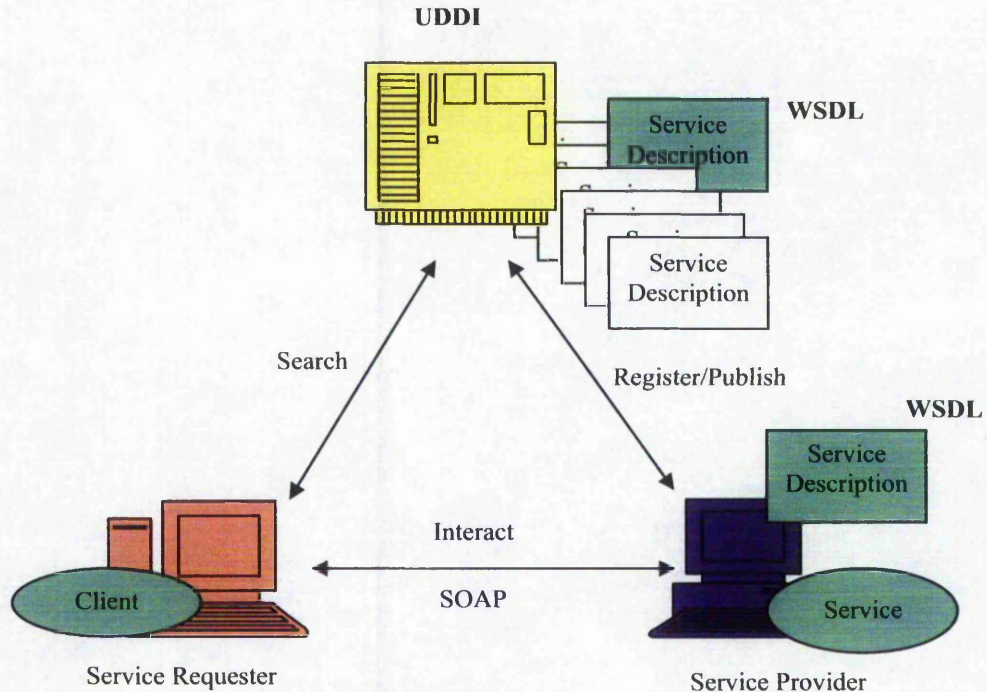 UDDI
WSDL
Service
Description
Service
Description
Search
Register/Publish
WSDL
Service
Description
Interact
SOAP
Client
Service
Service Requester
Service Provider